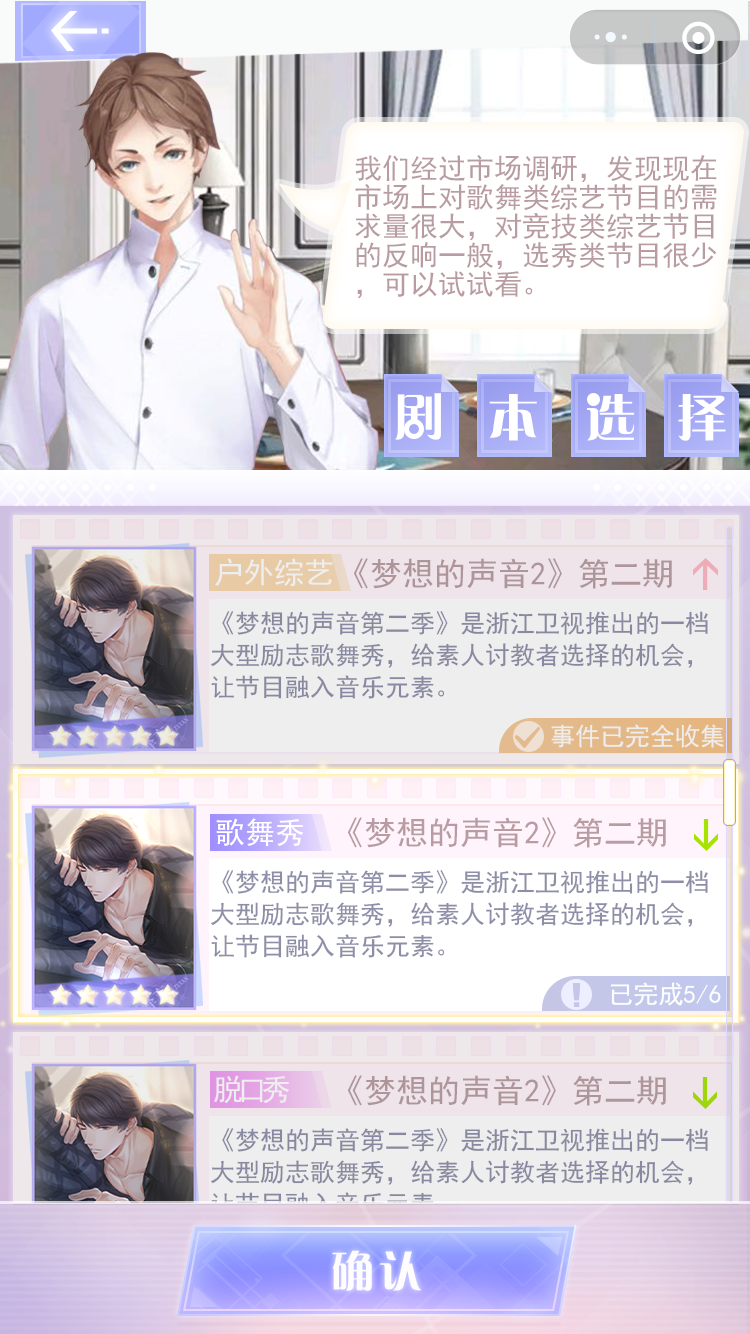 我们经过市场调研，发现现在
市场上对歌舞类综艺节目的需
求量很大，对竞技类综艺节目
的反响一般，选秀类节目很少
，可以试试看。
剧本选择
户外综艺《梦想的声音2》第二期
《梦想的声音第二季》是浙江卫视推出的一档
大型励志歌舞秀，给素人讨教者选择的机会，
让节目融入音乐元素。
事件已完全收集
歌舞秀《梦想的声音2》第二期
《梦想的声音第二季》是浙江卫视推出的一档
大型励志歌舞秀，给素人讨教者选择的机会，
让节目融入音乐元素。
已完成5/6
脱口秀《梦想的声音2》第二期
《梦想的声音第二季》是浙江卫视推出的一档
大型励志歌舞秀，给素人讨教者选择的机会，
让节目融入音乐元素。
确认